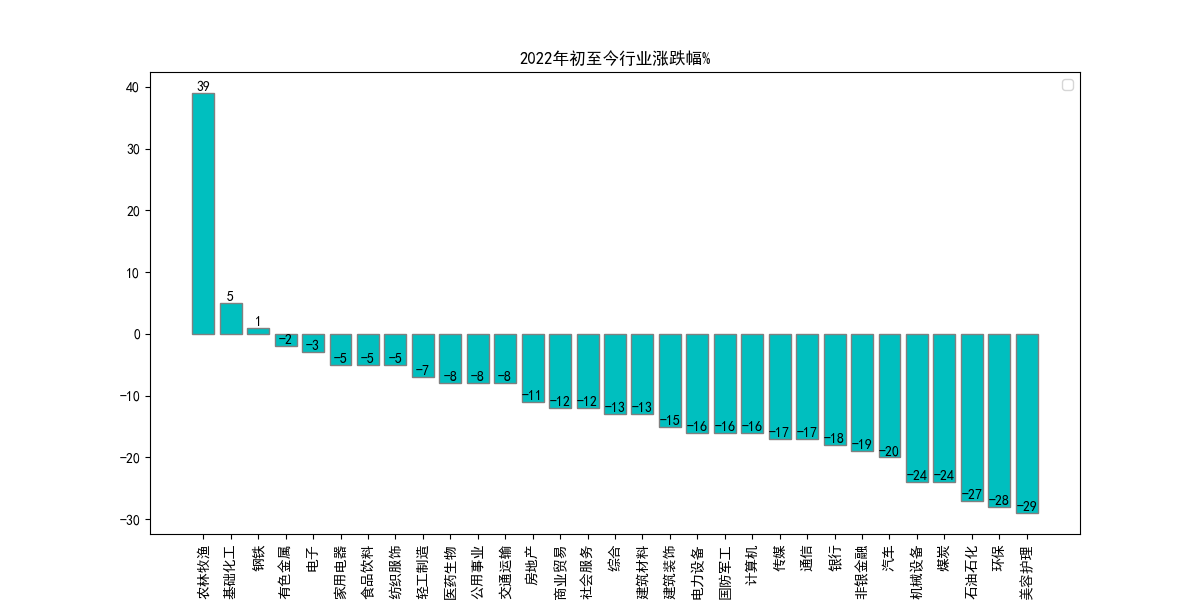 2022年初至今行业涨跌幅%
40
30
20
10
0
−10
−20
−30
39
5
1
−2
−3
−5
−5
−5
−7
−8
−8
−8
−11
−12
−12
−13
−13
−15
−16
−16
−16
−17
−17
−18
−19
−20
−24
−24
−27
−28
−29
农林牧渔
基础化工
钢铁
有色金属
电子
家用电器
食品饮料
纺织服饰
轻工制造
医药生物
公用事业
交通运输
房地产
商业贸易
社会服务
综合
建筑材料
建筑装饰
电力设备
国防军工
计算机
传媒
通信
银行
非银金融
汽车
机械设备
煤炭
石油石化
环保
美容护理